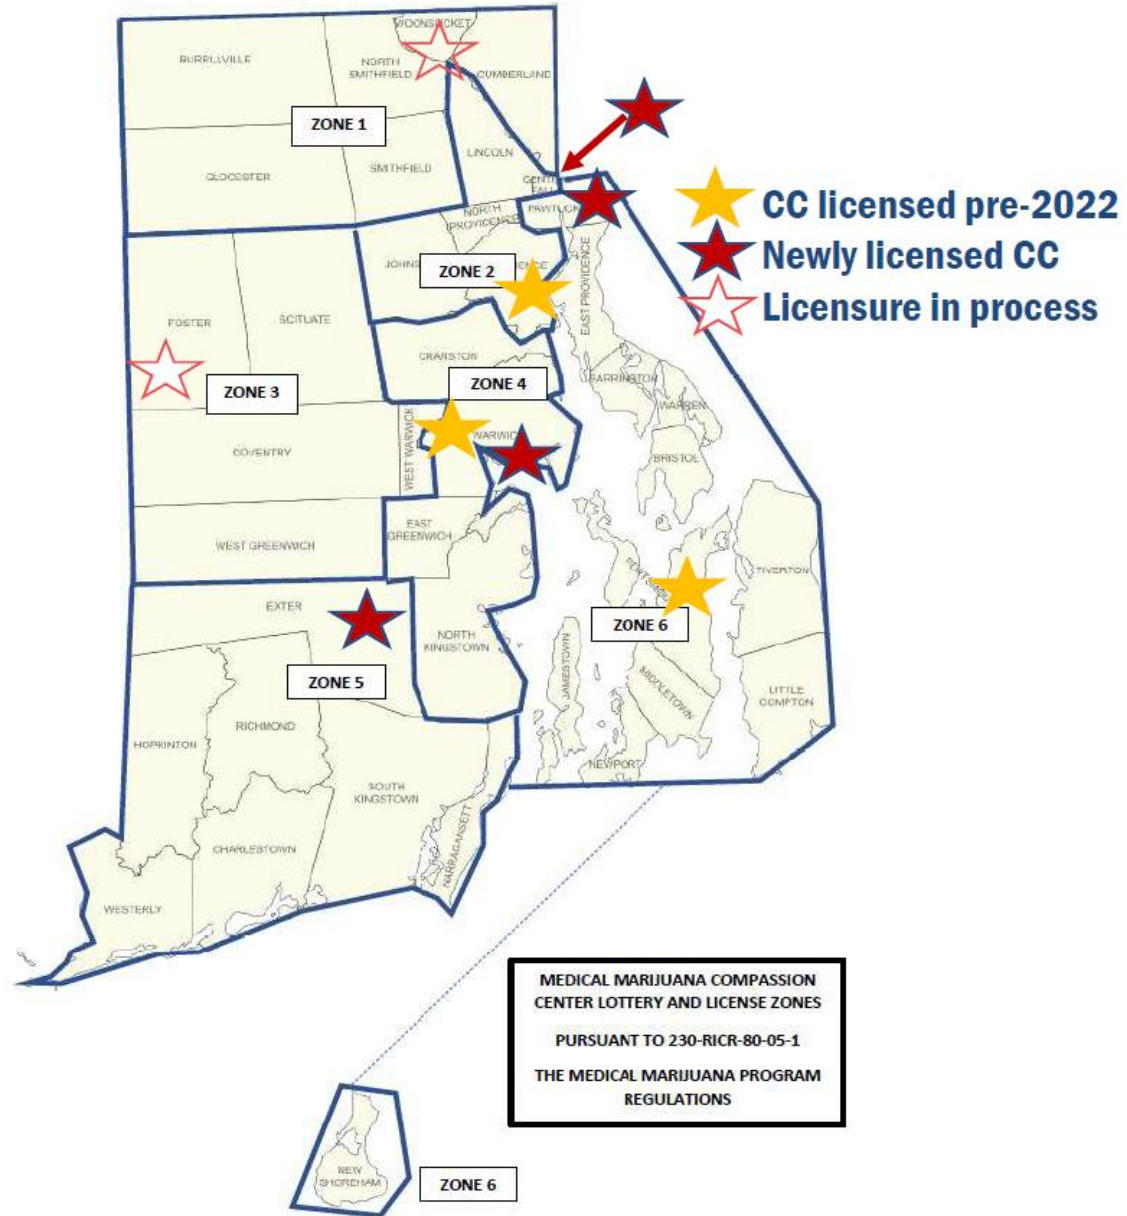 WOONSOCKET
BURRILLVILLE
NORTH
SMITHFIELD
CUMBERLAND
ZONE 1
LINCOLN
SMITHFIELD
GLOCESTER
NORTH
PROVIDENCE
CC licensed pre-2022
Newly licensed CC
Licensure in process
ZONE 2
EAST PROVIDENCE
FOSTER
SCITUATE
CRANSTON
ZONE 4
ZONE 3
BARRINGTON
WARREN
WEST WARWICK
COVENTRY
BRISTOL
EAST
GREENWICH
WEST GREENWICH
TIVERTON
EXTER
ZONE 6
NORTH
KINGSTOWN
JAMESTOWN
MIDDLETOWN
ZONE 5
LITTLE
COMPTON
RICHMOND
HOPKINTON
NEWPORT
SOUTH
KINGSTOWN
NARRAGANSETT
CHARLESTOWN
WESTERLY
MEDICAL MARIJUANA COMPASSION
CENTER LOTTERY AND LICENSE ZONES
PURSUANT TO 230-RICR-80-05-1
THE MEDICAL MARIJUANA PROGRAM
REGULATIONS
NEW
SHOREHAM
ZONE 6